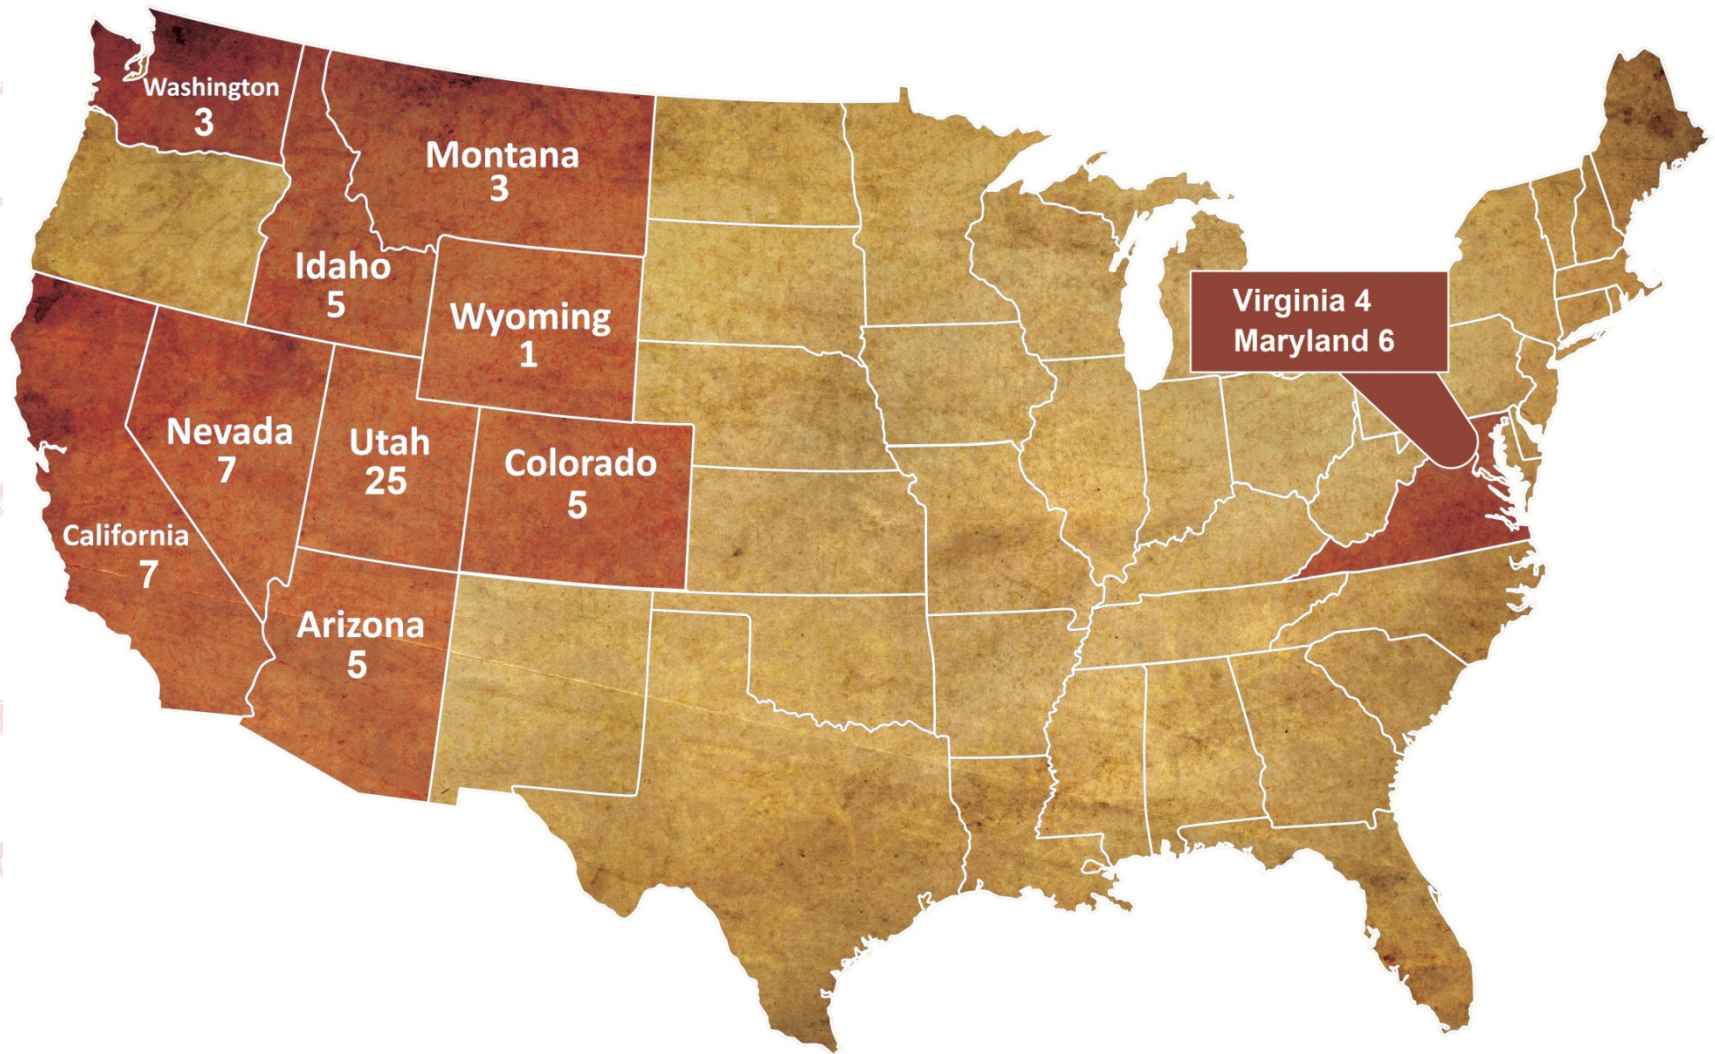 Washington
3
Montana
3
Idaho
5
Wyoming
1
Virginia 4
Maryland 6
Nevada
7
Utah
25
Colorado
5
California
7
Arizona
5